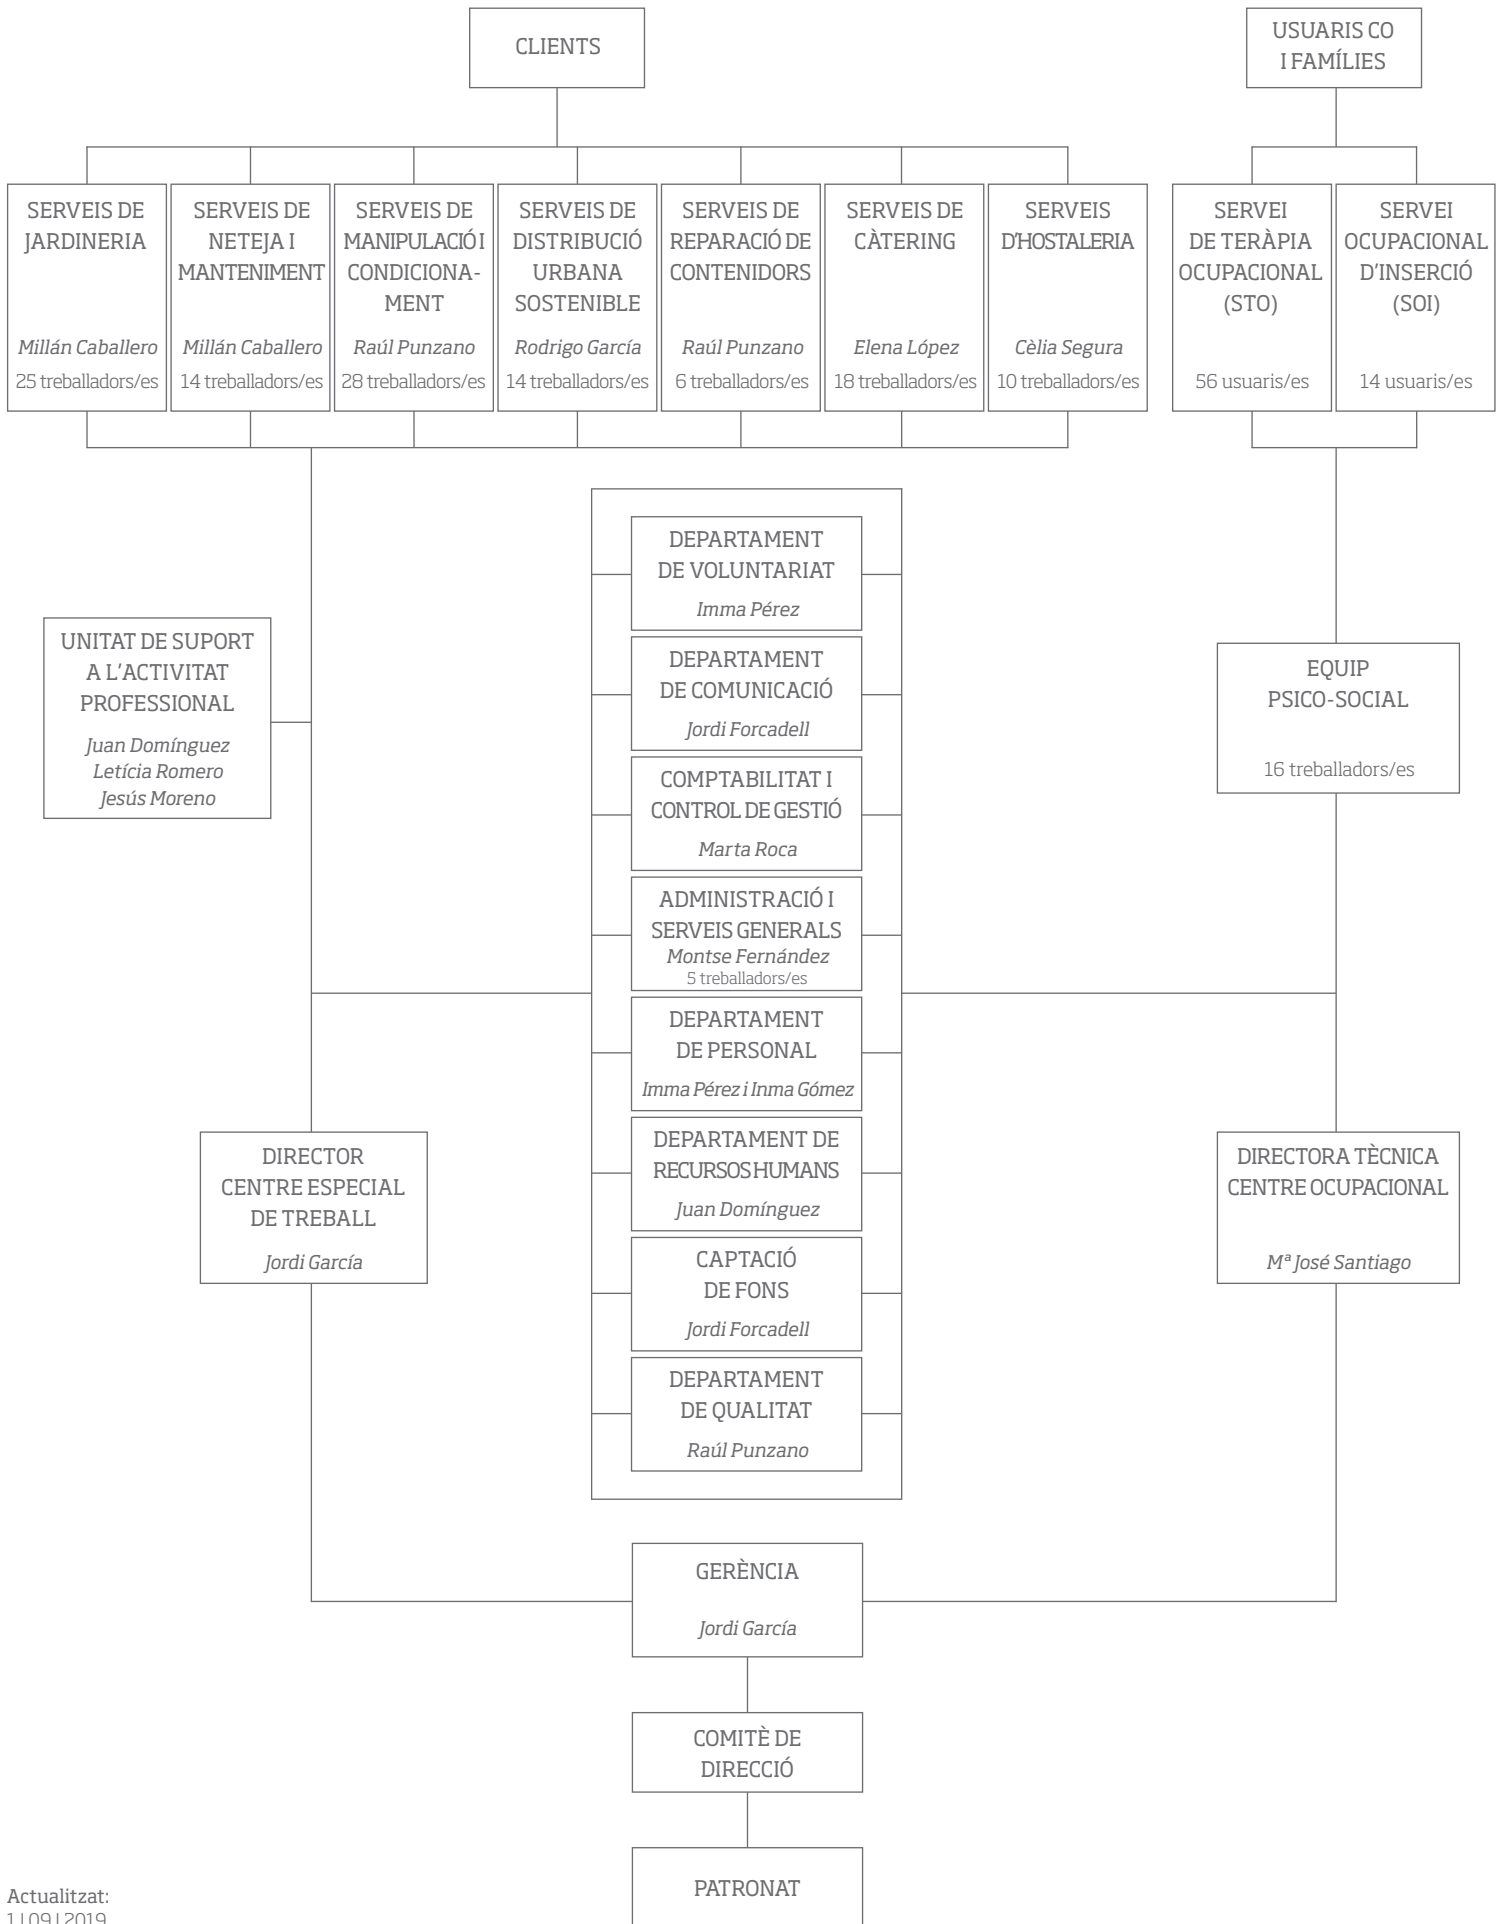 CLIENTS
USUARIS CO
I FAMÍLIES
SERVEIS DE
JARDINERIA
Millán Caballero
25 treballadors/es
SERVEIS DE
NETEJA I
MANTENIMENT
Millán Caballero
14 treballadors/es
SERVEIS DE
MANIPULACIÓ I
CONDICIONA-
MENT
Raúl Punzano
28 treballadors/es
SERVEIS DE
DISTRIBUCIÓ
URBANA
SOSTENIBLE
Rodrigo García
14 treballadors/es
SERVEIS DE
REPARACIÓ DE
CONTENIDORS
Raúl Punzano
6 treballadors/es
SERVEIS DE
CÀTERING
Elena López
18 treballadors/es
SERVEIS
D'HOSTALERIA
Cèlia Segura
10 treballadors/es
SERVEI
DE TERÀPIA
OCUPACIONAL
(STO)
56 usuaris/es
SERVEI
OCUPACIONAL
D'INSERCIÓ
(SOI)
14 usuaris/es
UNITAT DE SUPORT
A L'ACTIVITAT
PROFESSIONAL
Juan Domínguez
Letícia Romero
Jesús Moreno
DEPARTAMENT
DE VOLUNTARIAT
Imma Pérez
DEPARTAMENT
DE COMUNICACIÓ
Jordi Forcadell
COMPTABILITAT I
CONTROL DE GESTIÓ
Marta Roca
ADMINISTRACIÓ I
SERVEIS GENERALS
Montse Fernández
5 treballadors/es
DEPARTAMENT
DE PERSONAL
Imma Pérez i Inma Gómez
DEPARTAMENT DE
RECURSOS HUMANS
Juan Domínguez
CAPTACIÓ
DE FONS
Jordi Forcadell
DEPARTAMENT
DE QUALITAT
Raúl Punzano
EQUIP
PSICO-SOCIAL
16 treballadors/es
DIRECTOR
CENTRE ESPECIAL
DE TREBALL
Jordi García
DIRECTORA TÈCNICA
CENTRE OCUPACIONAL
Mª José Santiago
GERÈNCIA
Jordi García
COMITÈ DE
DIRECCIÓ
PATRONAT
Actualitzat:
1 | 09 | 2019